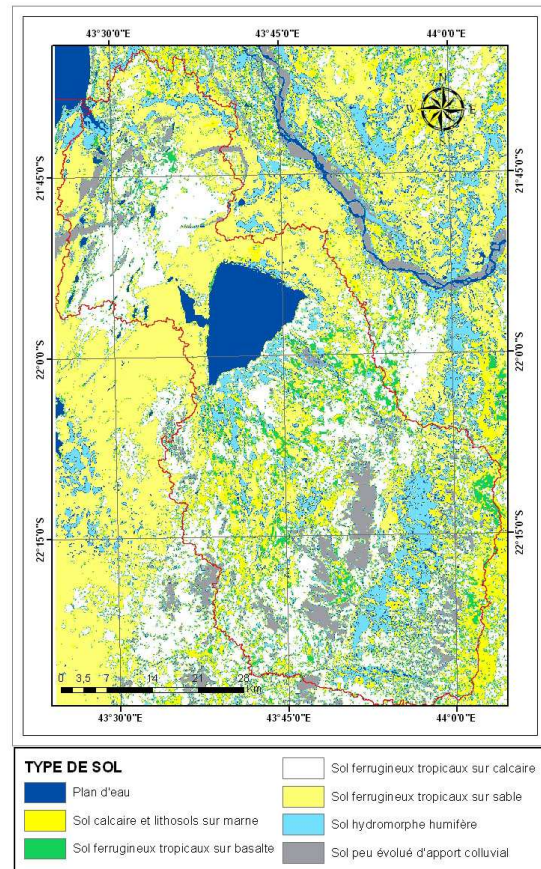 43°30'0"E 43°45'0"E 44°0'0"E
N
W E
21°45'0"S 21°45'0"S
22°0'0"S 22°0'0"S
22°15'0"S 22°15'0"S
0 3,5 7 14 21 28
km
43°30'0"E 43°45'0"E 44°0'0"E
TYPE DE SOL
Plan d'eau
Sol calcaire et lithosols sur marne
Sol ferrugineux tropicaux sur basalte
Sol ferrugineux tropicaux sur calcaire
Sol ferrugineux tropicaux sur sable
Sol hydromorphe humifère
Sol peu évolué d'apport colluvial